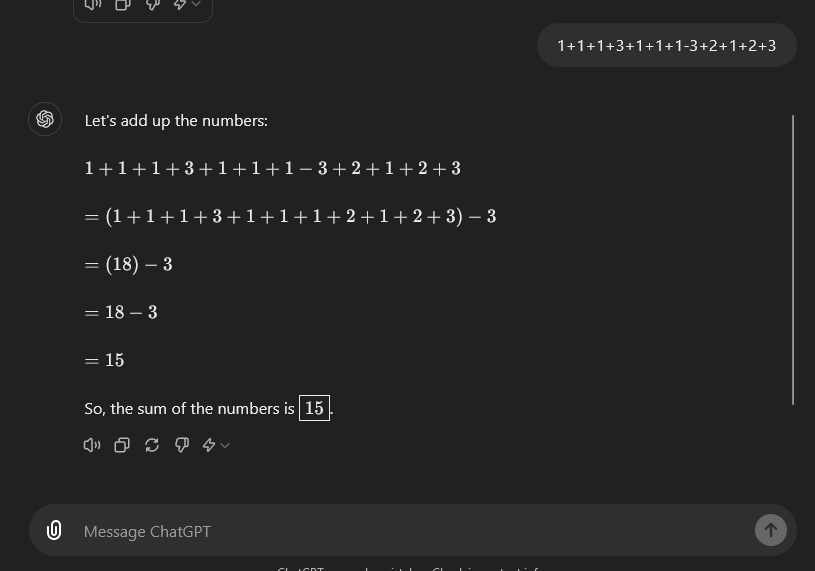 1+1+1+3+1+1+1-3+2+1+2+3
Let's add up the numbers:
1 + 1 + 1 + 3 + 1 + 1 + 1 − 3 + 2 + 1 + 2 + 3
= (1 + 1 + 1 + 3 + 1 + 1 + 1 + 2 + 1 + 2 + 3) − 3
= (18) − 3
= 18 − 3
= 15
So, the sum of the numbers is 15.
Message ChatGPT